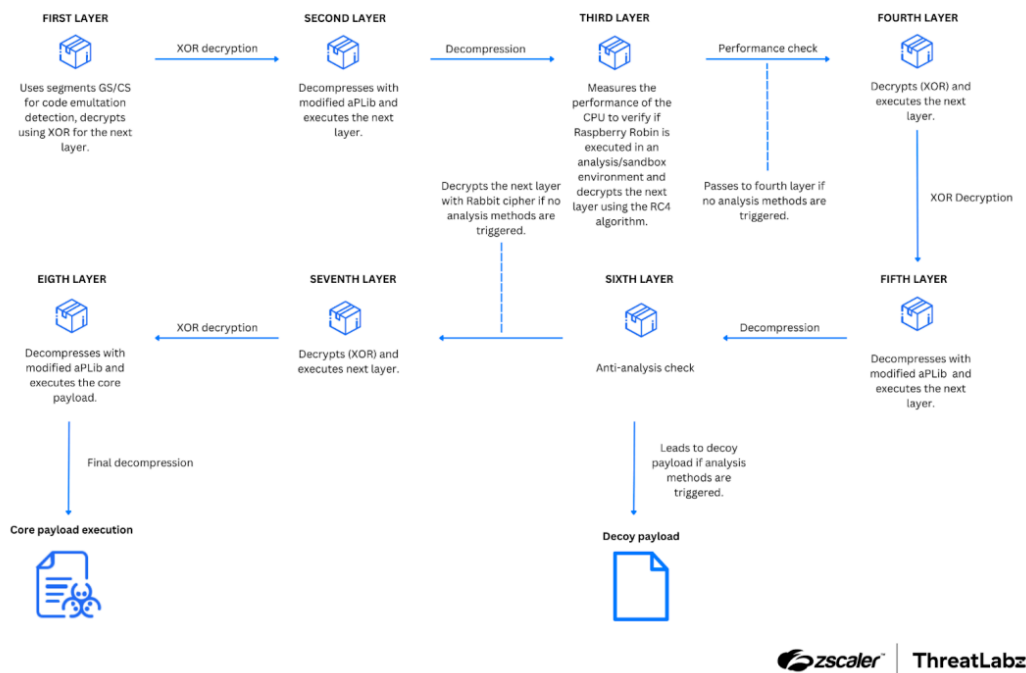 FIRST LAYER
Uses segments GS/CS
for code emultation
detection, decrypts
using XOR for the next
layer.
XOR decryption
SECOND LAYER
Decompresses with
modified aPLib and
executes the next
layer.
Decompression
THIRD LAYER
Measures the
performance of the
CPU to verify if
Raspberry Robin is
executed in an
analysis/sandbox
environment and
decrypts the next
layer using the RC4
algorithm.
Performance check
Passes to fourth layer if
no analysis methods are
triggered.
FOURTH LAYER
Decrypts (XOR) and
executes the next
layer.
XOR Decryption
FIFTH LAYER
Decompresses with
modified aPLib and
executes the next
layer.
Decompression
SIXTH LAYER
Anti-analysis check
Leads to decoy
payload if analysis
methods are
triggered.
Decoy payload
Decrypts the next layer
with Rabbit cipher if no
analysis methods are
triggered.
SEVENTH LAYER
Decrypts (XOR) and
executes next layer.
XOR decryption
EIGTH LAYER
Decompresses with
modified aPLib and
executes the core
payload.
Final decompression
Core payload execution
zscaler™ | ThreatLabz